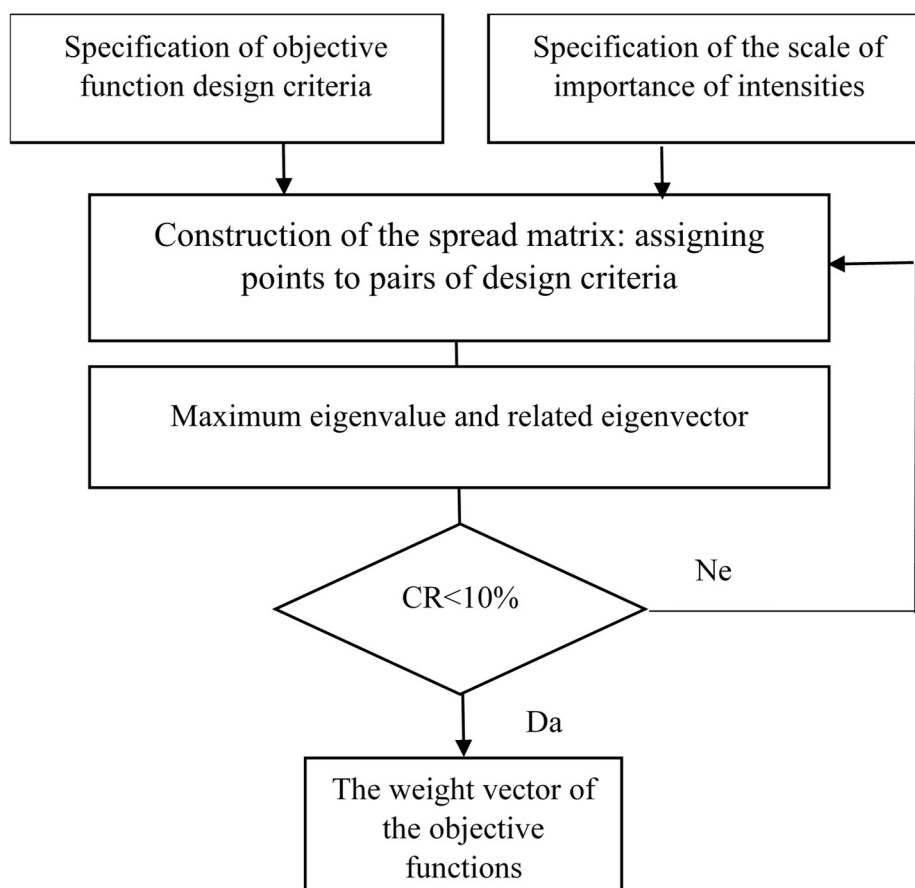 Specification of objective
function design criteria
Specification of the scale of
importance of intensities
Construction of the spread matrix: assigning
points to pairs of design criteria
Maximum eigenvalue and related eigenvector
CR<10%
Ne
Da
The weight vector of
the objective
functions